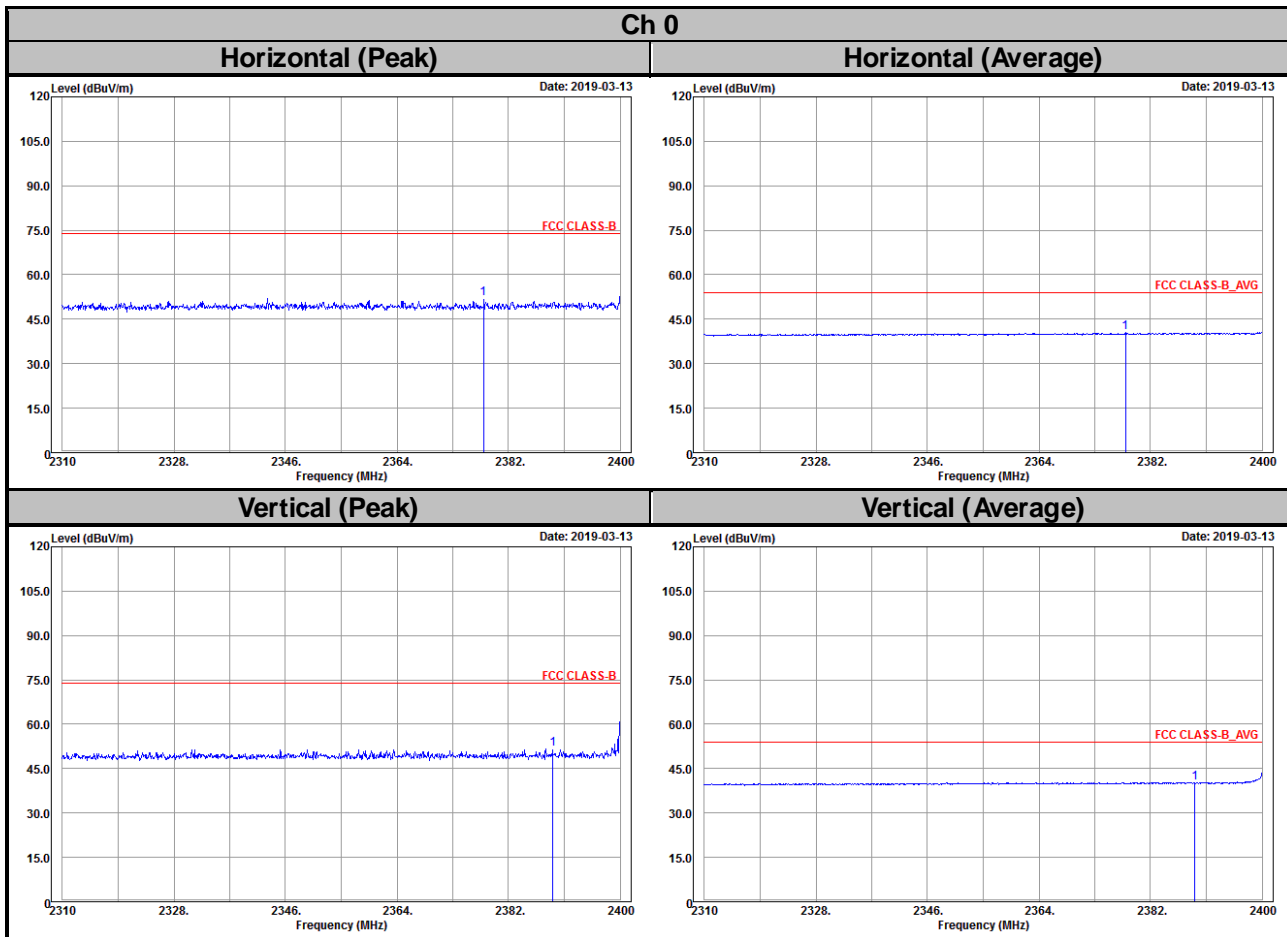 Ch 0
Horizontal (Peak) Horizontal (Average)
Level (dBuV/m) Date: 2019-03-13
120
105.0
90.0
75.0
FCC CLASS-B
60.0
1
45.0
30.0
15.0
0
2310 2328. 2346. 2364. 2382. 2400
Frequency (MHz)
Level (dBuV/m) Date: 2019-03-13
120
105.0
90.0
75.0
60.0
FCC CLASS-B_AVG
45.0
1
30.0
15.0
0
2310 2328. 2346. 2364. 2382. 2400
Frequency (MHz)
Vertical (Peak) Vertical (Average)
Level (dBuV/m) Date: 2019-03-13
120
105.0
90.0
75.0
FCC CLASS-B
60.0
1
45.0
30.0
15.0
0
2310 2328. 2346. 2364. 2382. 2400
Frequency (MHz)
Level (dBuV/m) Date: 2019-03-13
120
105.0
90.0
75.0
60.0
FCC CLASS-B_AVG
45.0
1
30.0
15.0
0
2310 2328. 2346. 2364. 2382. 2400
Frequency (MHz)